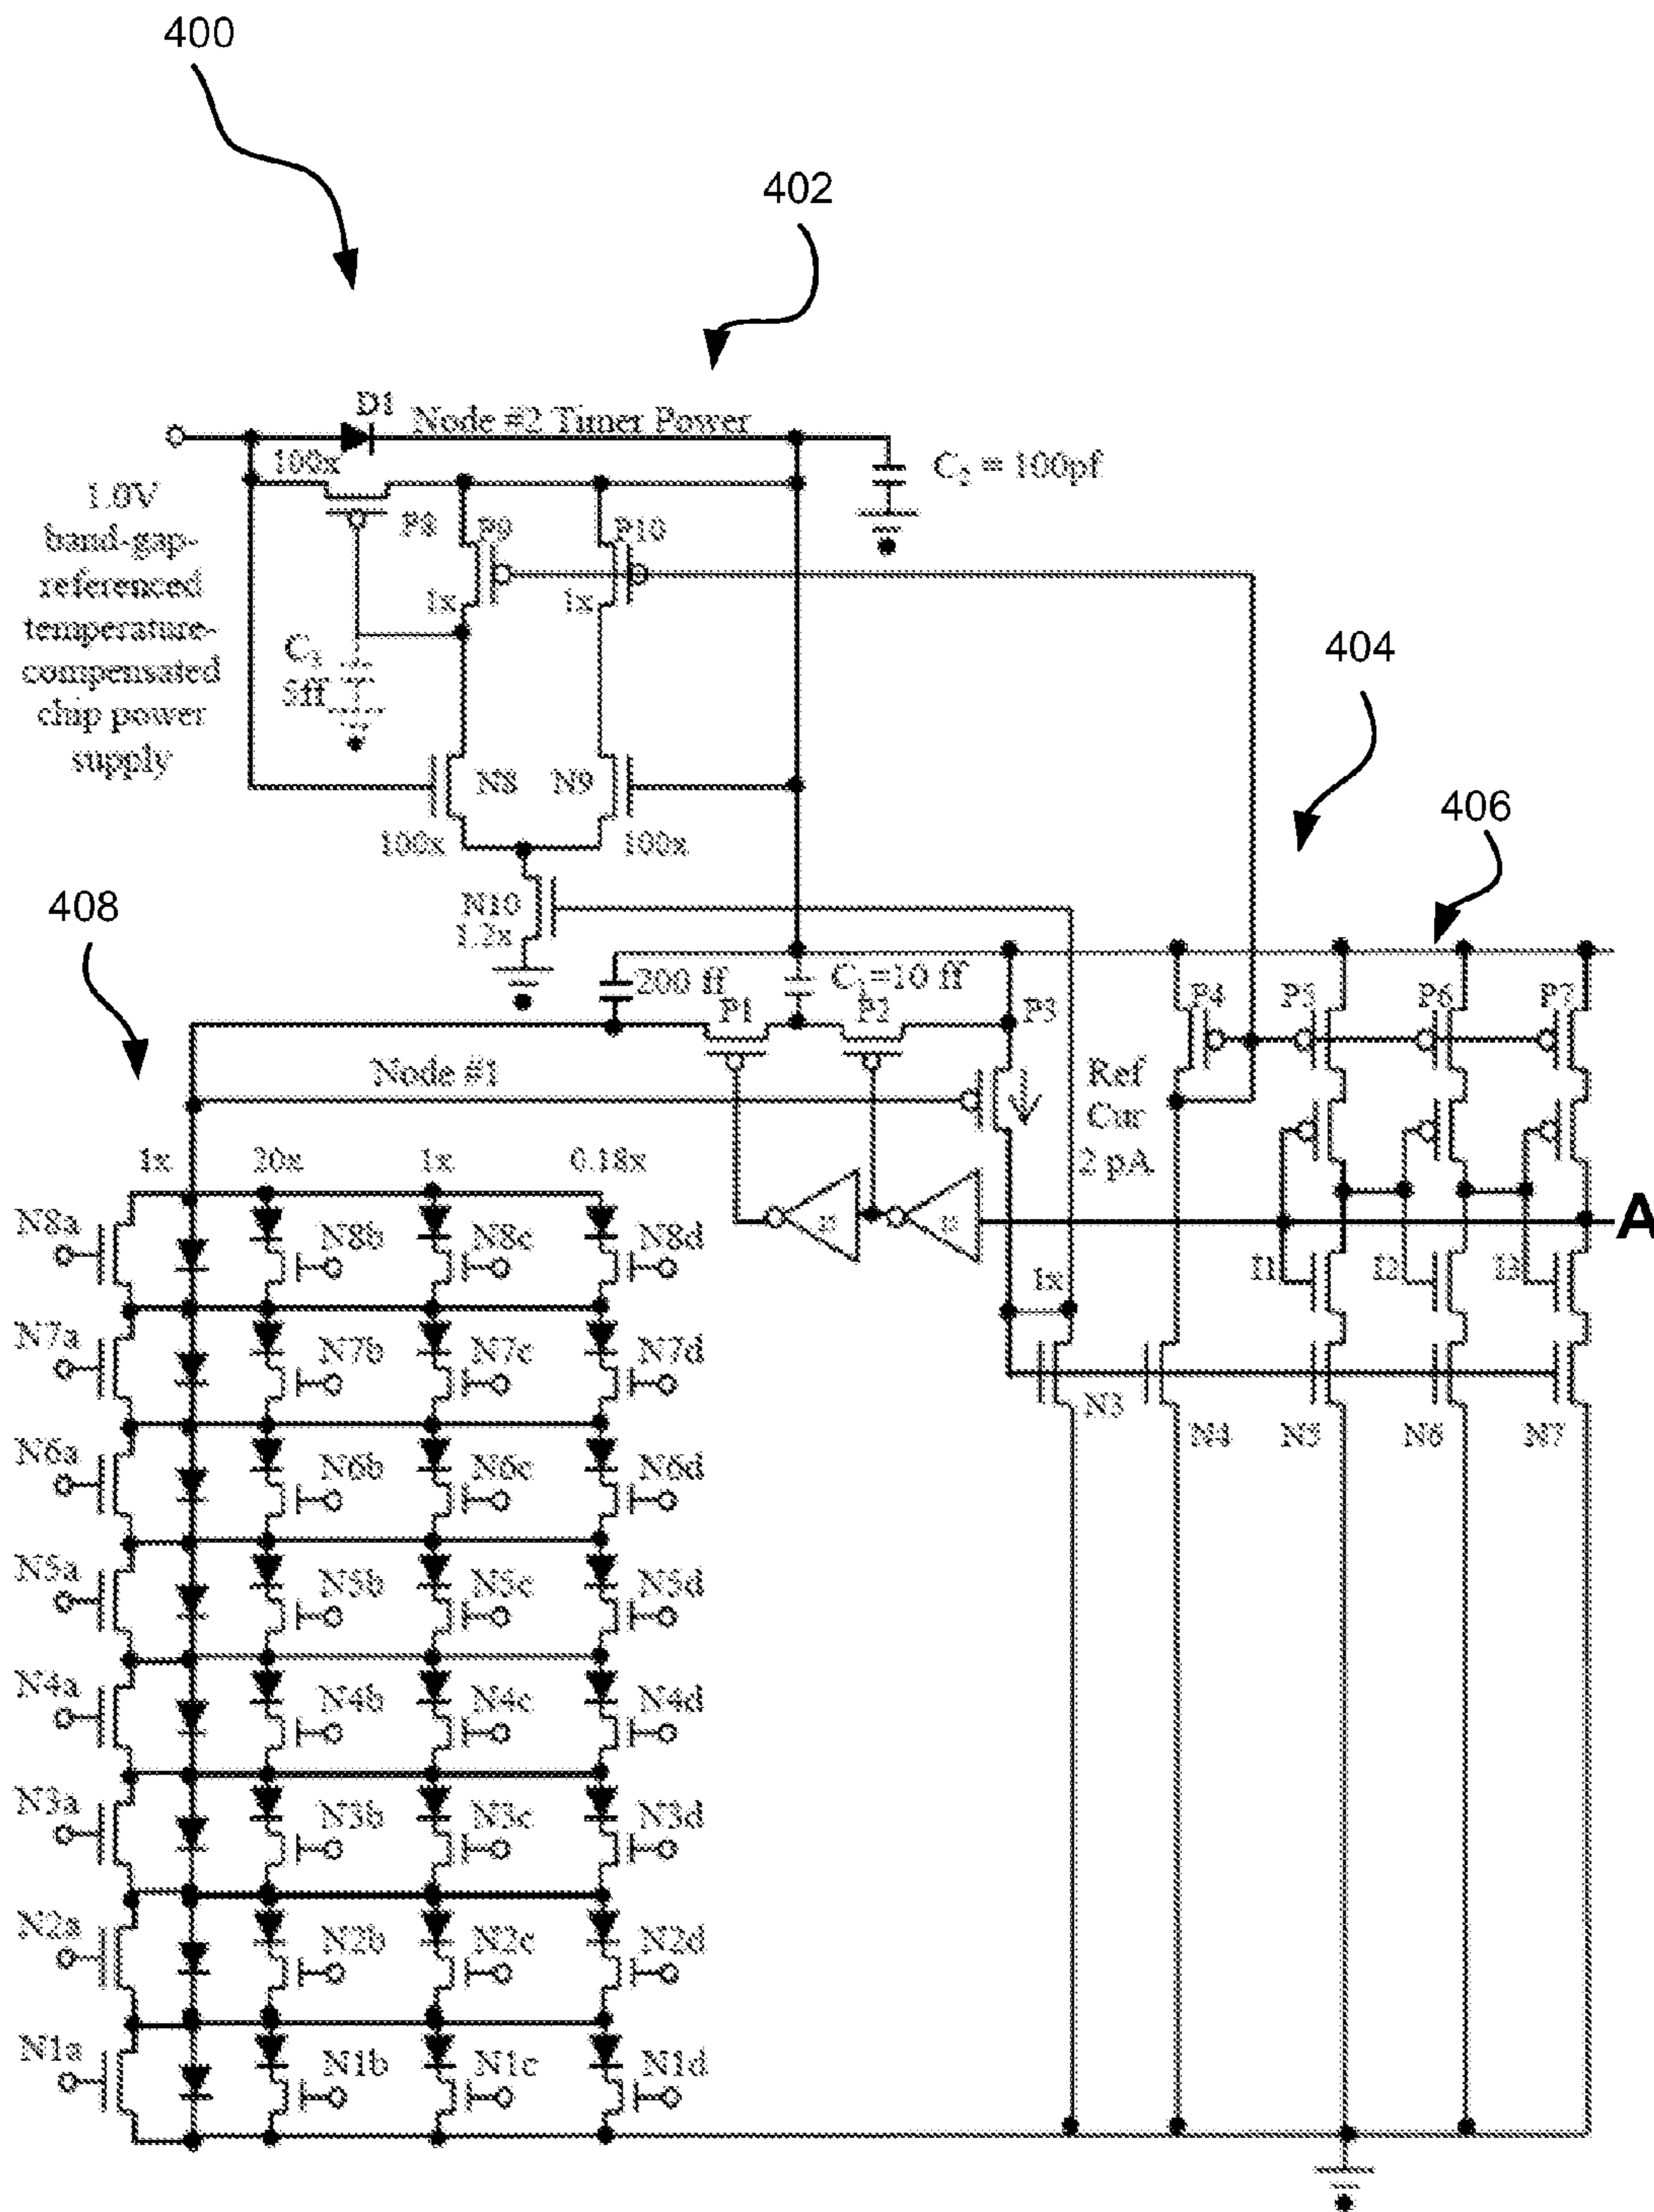 400
402
D1
Node #2 Timer Power
100x
C2 = 100pf
1.0V
band-gap-
referenced
temperature-
compensated
chip power
supply
P8
P9
P10
1x
1x
C3
5ff
404
N8
N9
100x
100x
406
408
N10
1.2x
200 ff
C1=10 ff
P1
P2
P3
P4
P5
P6
P7
Node #1
Ref
Cur
2 pA
1x
20x
1x
0.18x
N8a
N8b
N8c
N8d
A
I1
I2
I3
1x
N7a
N7b
N7c
N7d
N3
N4
N5
N6
N7
N6a
N6b
N6c
N6d
N5a
N5b
N5c
N5d
N4a
N4b
N4c
N4d
N3a
N3b
N3c
N3d
N2a
N2b
N2c
N2d
N1a
N1b
N1c
N1d